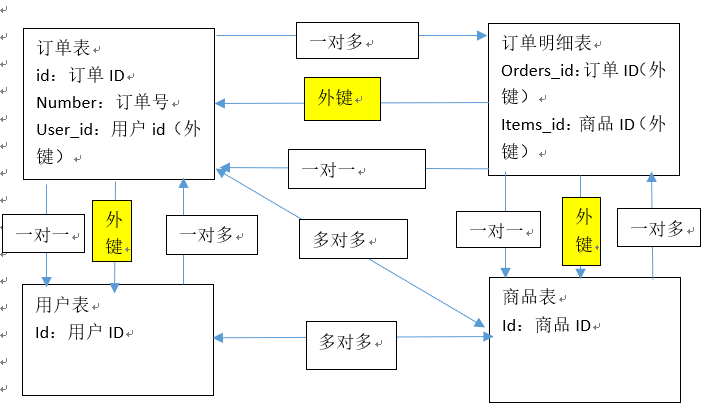 订单表
id：订单 ID
Number：订单号
User_id：用户 id（外
键）
一对多
外键
一对一
订单明细表
Orders_id:订单 ID（外
键）
Items_id:商品 ID（外
键）
一对一
外
键
一对多
多对多
一对一
外
键
一对多
用户表
Id：用户 ID
多对多
商品表
Id：商品 ID